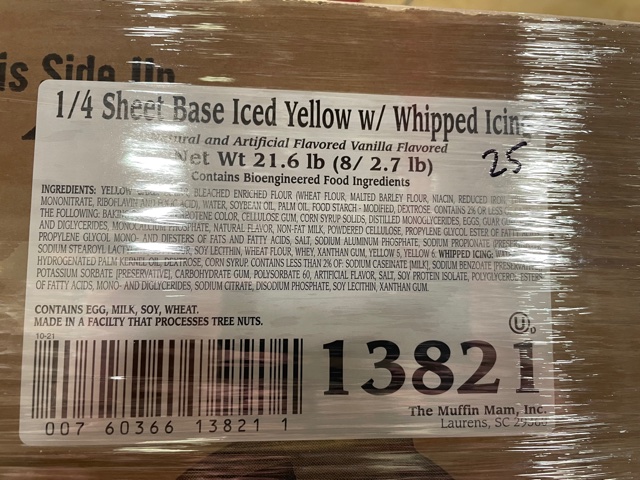 is Side Up
1/4 Sheet Base Iced Yellow w/ Whipped Icing
and Artificial Flavored Vanilla Flavored
Net Wt 21.6 lb (8/ 2.7 lb)
25
Contains Bioengineered Food Ingredients
INGREDIENTS: YELLOW BLEACHED ENRICHED FLOUR (WHEAT FLOUR, MALTED BARLEY FLOUR, NIACIN, REDUCED IRON,
MONONITRATE, RIBOFLAVIN AND FOLIC ACID), WATER, SOYBEAN OIL, PALM OIL, FOOD STARCH - MODIFIED, DEXTROSE. CONTAINS 2% OR LESS
THE FOLLOWING: COLOR, CELLULOSE GUM, CORN SYRUP SOLIDS, DISTILLED MONOGLYCERIDES, EGGS, GUAR
AND DIGLYCERIDES, MONOCALCIUM PHOSPHATE, NATURAL FLAVOR, NON-FAT MILK, POWDERED CELLULOSE, PROPYLENE GLYCOL ESTER OF
PROPYLENE GLYCOL MONO- AND DIESTERS OF FATS AND FATTY ACIDS, SALT, SODIUM ALUMINUM PHOSPHATE, SODIUM PROPIONATE
SODIUM STEAROYL SOY LECITHIN, WHEAT FLOUR, WHEY, XANTHAN GUM, YELLOW 5, YELLOW 6. WHIPPED ICING:
HYDROGENATED PALM KERNEL OIL, DEXTROSE, CORN SYRUP. CONTAINS LESS THAN 2% OF: SODIUM CASEINATE [MILK], SODIUM BENZOATE
POTASSIUM SORBATE [PRESERVATIVE], CARBOHYDRATE GUM, POLYSORBATE 60, ARTIFICIAL FLAVOR, SALT, SOY PROTEIN ISOLATE, POLYGLYCEROL
OF FATTY ACIDS, MONO- AND DIGLYCERIDES, SODIUM CITRATE, DISODIUM PHOSPHATE, SOY LECITHIN, XANTHAN GUM.
CONTAINS EGG, MILK, SOY, WHEAT.
MADE IN A FACILTY THAT PROCESSES TREE NUTS.
10-21
U D
13821
The Muffin Mam, Inc.
Laurens, SC
007 60366 13821 1